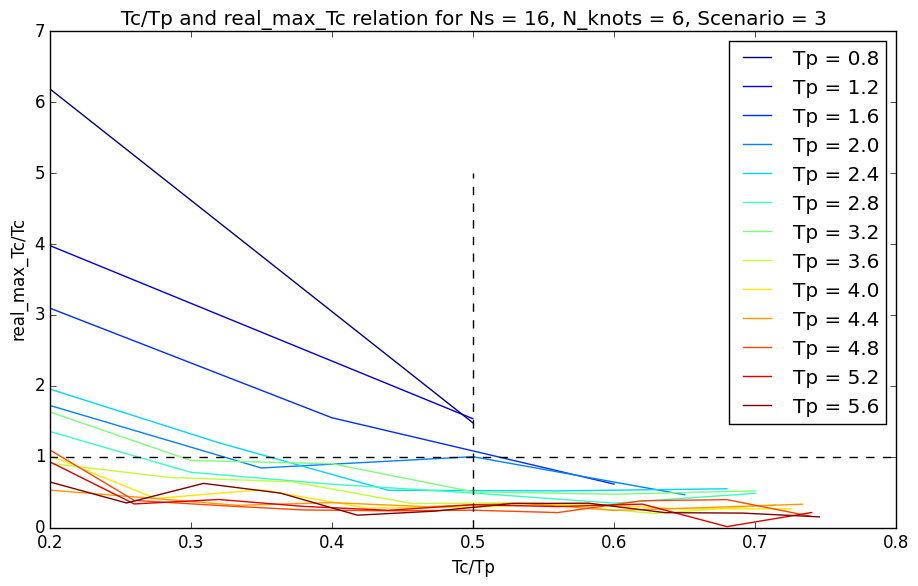 Tc/Tp and real_max_Tc relation for Ns = 16, N_knots = 6, Scenario = 3
7
6
5
4
3
2
1
0
real_max_Tc/Tc
Tp = 0.8
Tp = 1.2
Tp = 1.6
Tp = 2.0
Tp = 2.4
Tp = 2.8
Tp = 3.2
Tp = 3.6
Tp = 4.0
Tp = 4.4
Tp = 4.8
Tp = 5.2
Tp = 5.6
0.2 0.3 0.4 0.5 0.6 0.7 0.8
Tc/Tp